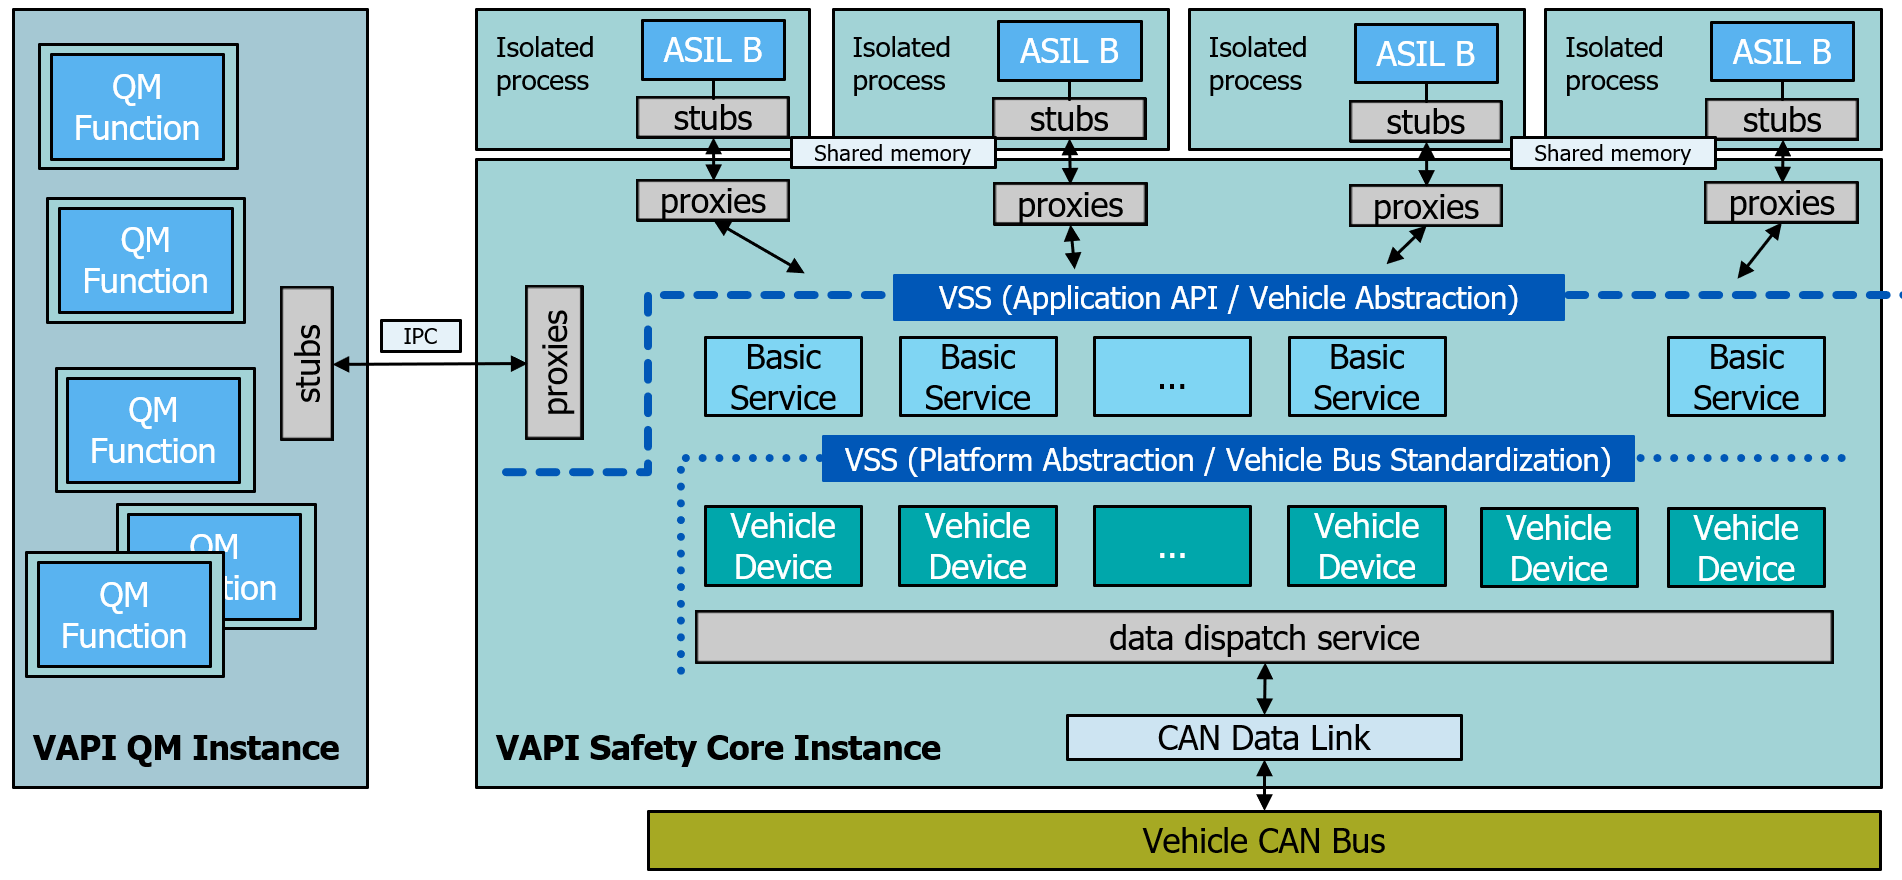 QM
Function
QM
Function
QM
Function
QM
tion
QM
Function
stubs
VAPI QM Instance
IPC
Isolated
process
ASIL B
stubs
Isolated
process
ASIL B
stubs
Isolated
process
ASIL B
stubs
Isolated
process
ASIL B
stubs
Shared memory
Shared memory
proxies
proxies
proxies
proxies
proxies
VSS (Application API / Vehicle Abstraction)
Basic
Service
Basic
Service
...
Basic
Service
Basic
Service
VSS (Platform Abstraction / Vehicle Bus Standardization)
Vehicle
Device
Vehicle
Device
...
Vehicle
Device
Vehicle
Device
Vehicle
Device
data dispatch service
CAN Data Link
VAPI Safety Core Instance
Vehicle CAN Bus